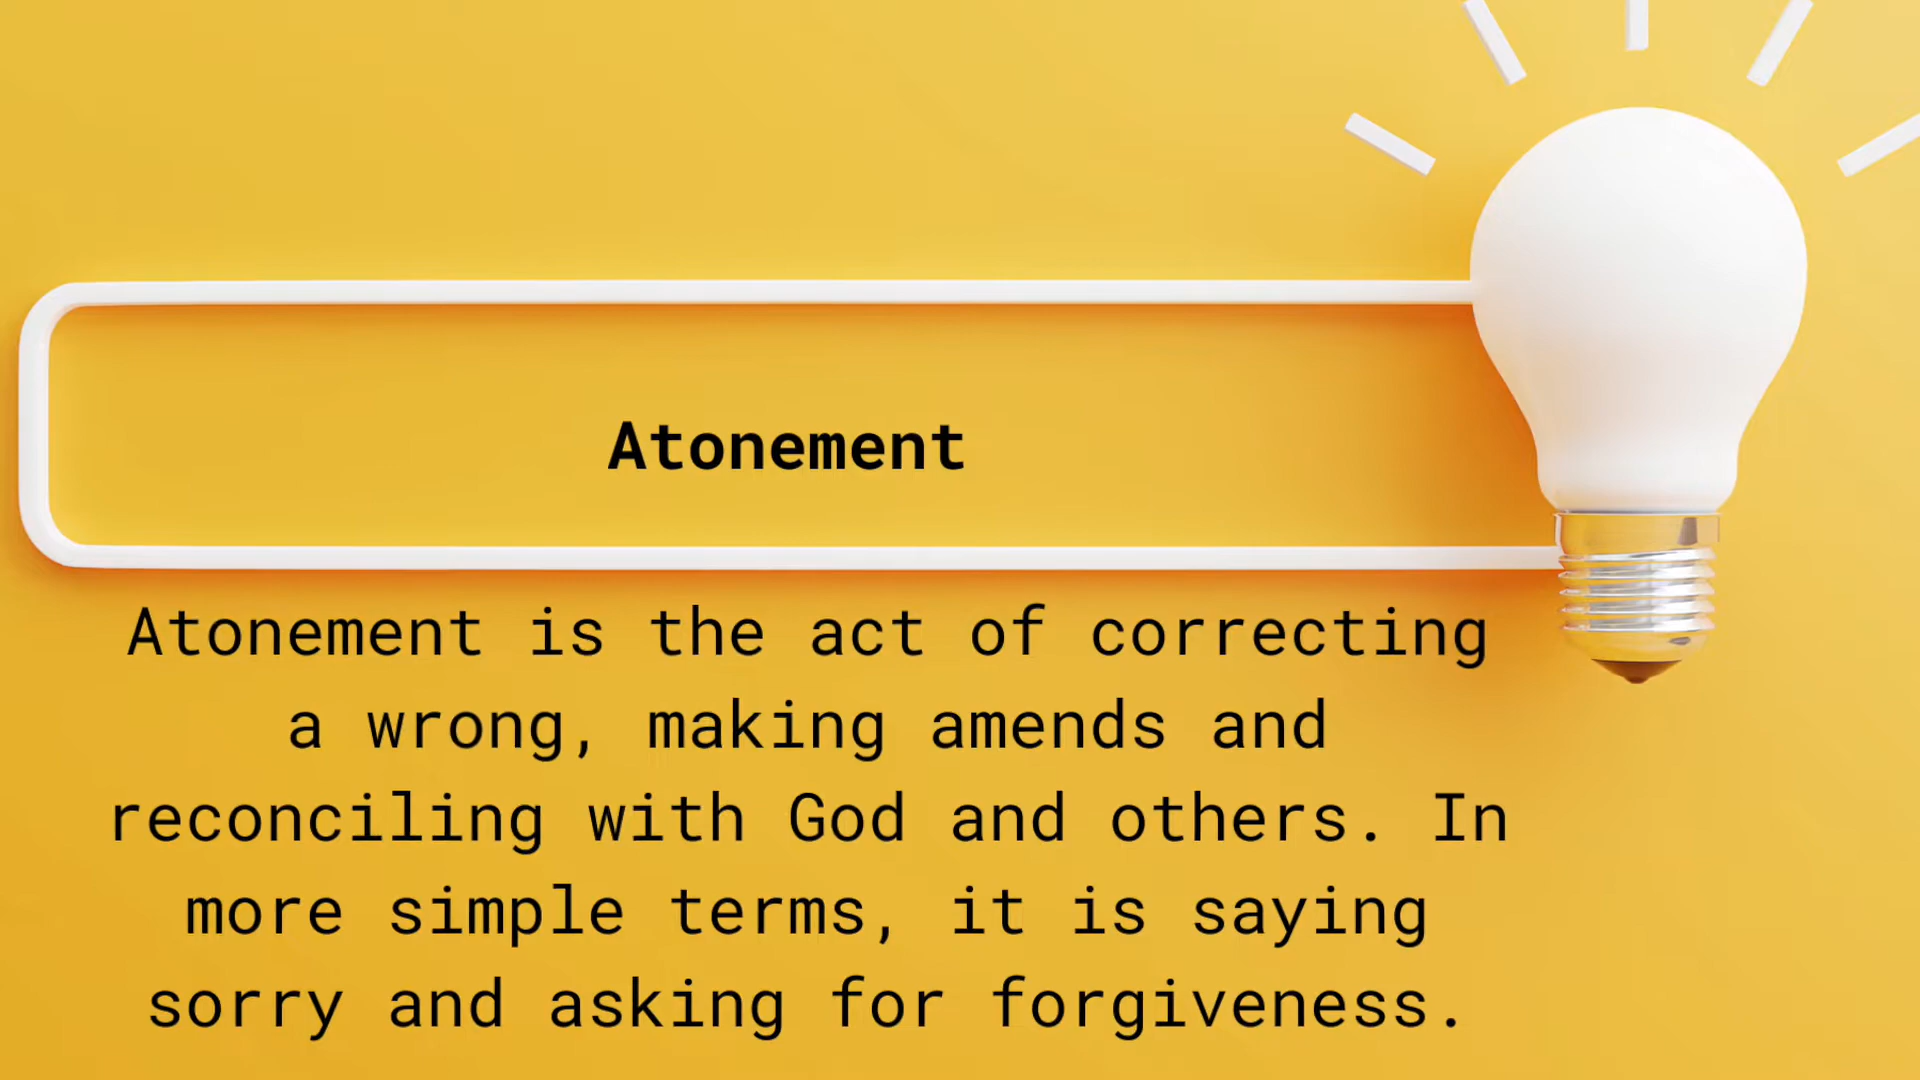 Atonement
Atonement is the act of correcting
a wrong, making amends and
reconciling with God and others. In
more simple terms, it is saying
sorry and asking for forgiveness.